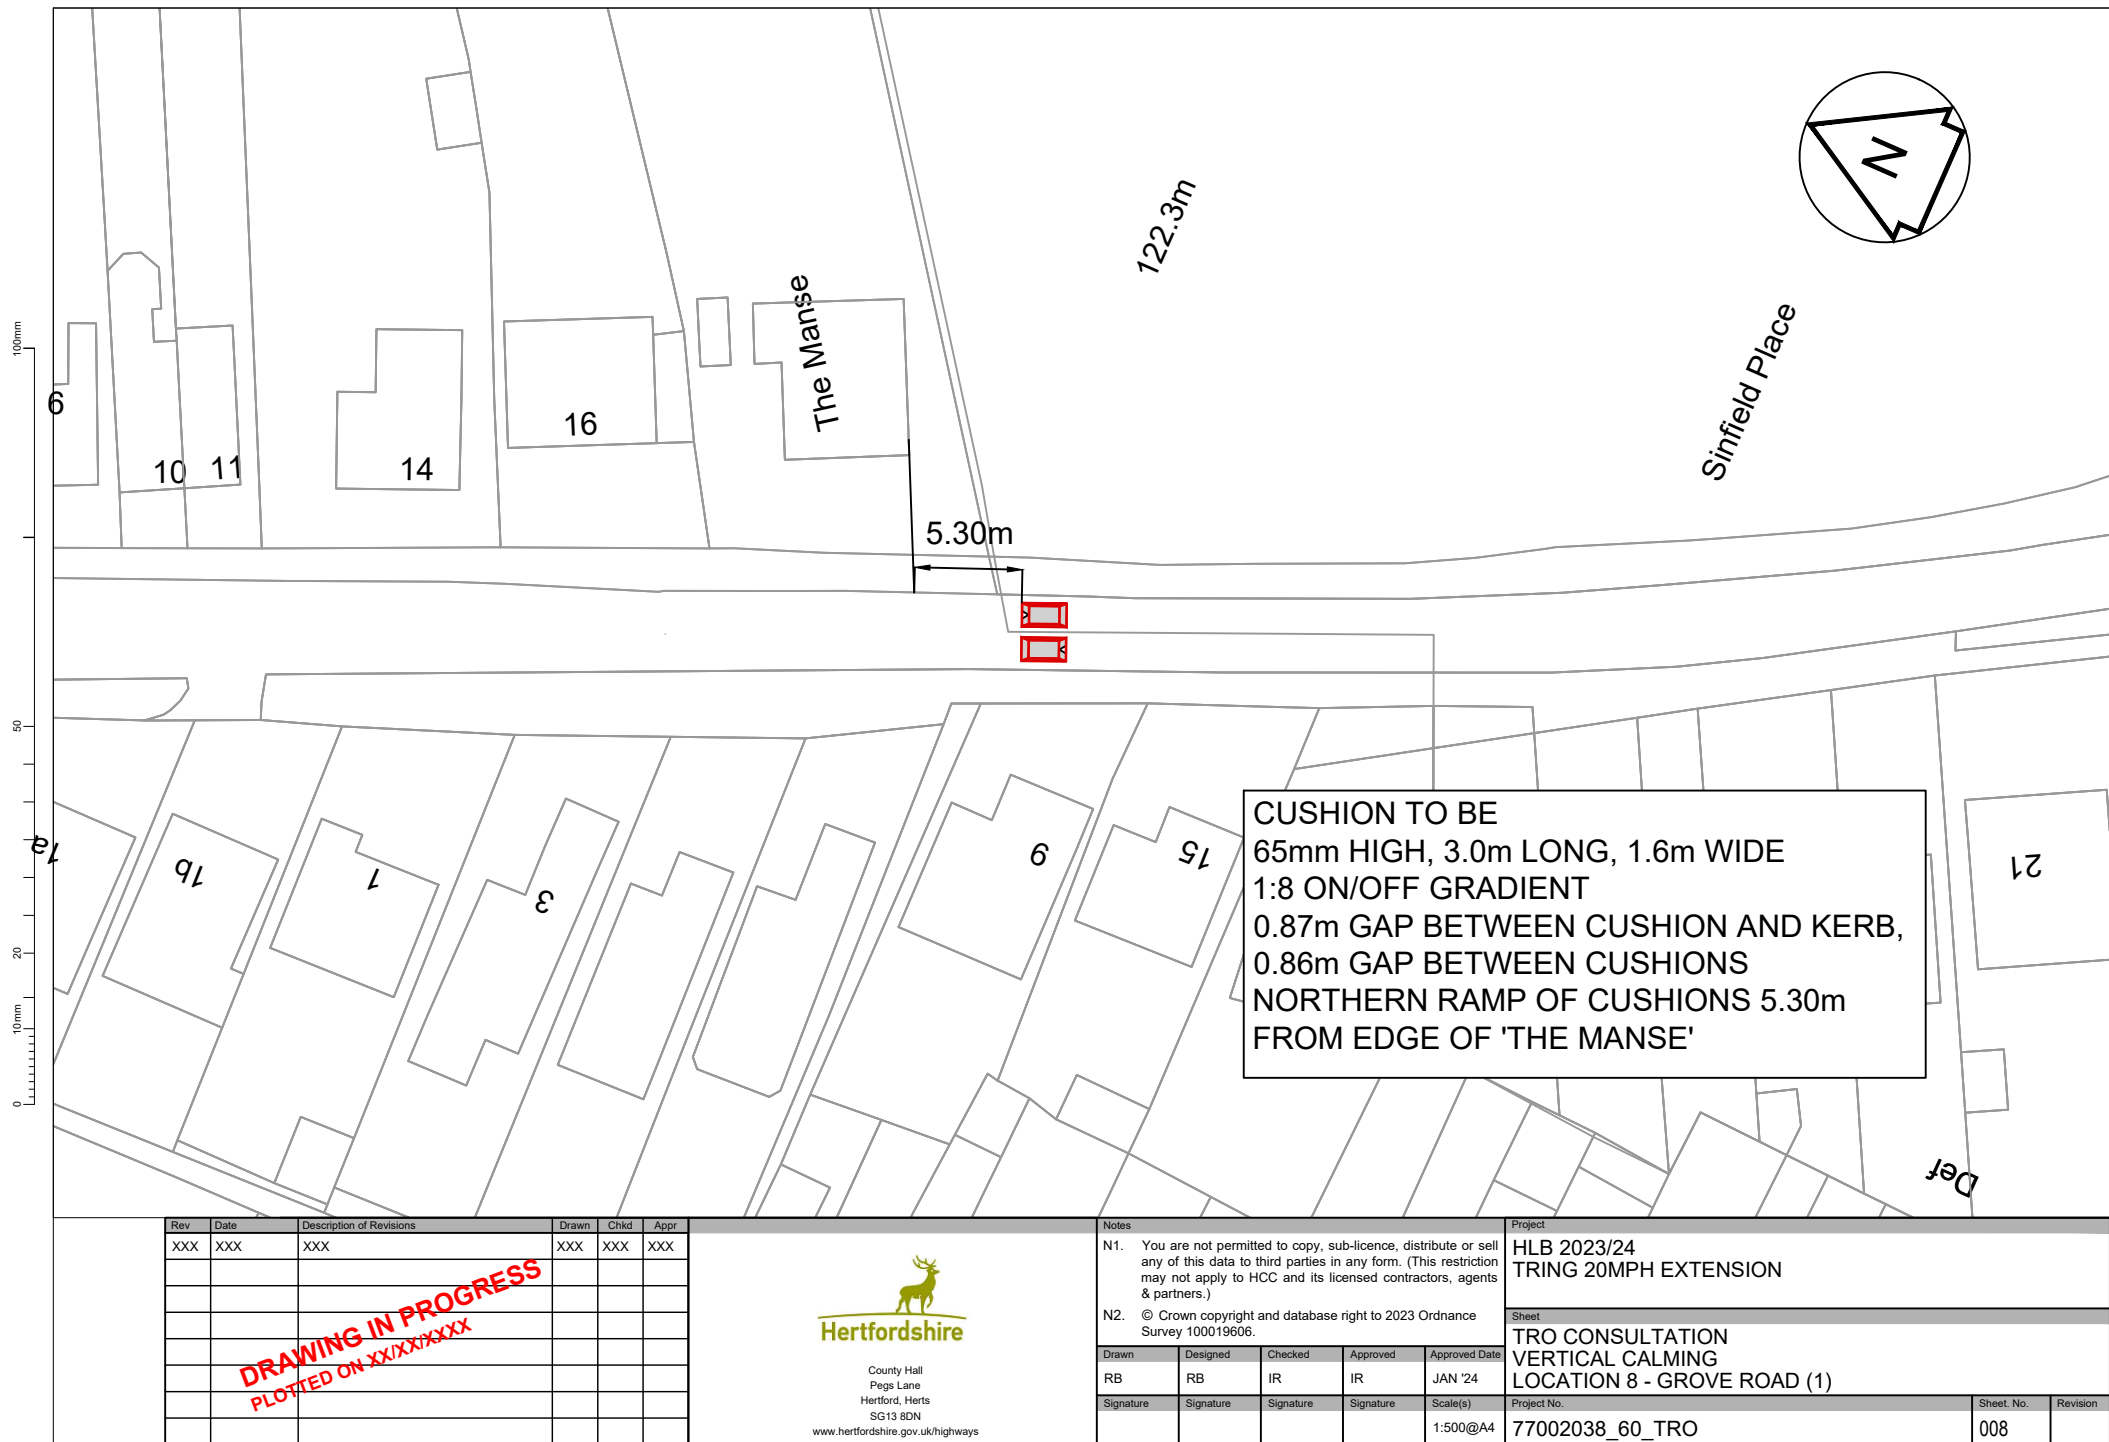 122.3m
N
The Manse
Sinfield Place
100mm
6
10
11
14
16
5.30m
50
20
10mm
0
1a
1b
1
3
9
15
21
CUSHION TO BE
65mm HIGH, 3.0m LONG, 1.6m WIDE
1:8 ON/OFF GRADIENT
0.87m GAP BETWEEN CUSHION AND KERB,
0.86m GAP BETWEEN CUSHIONS
NORTHERN RAMP OF CUSHIONS 5.30m
FROM EDGE OF 'THE MANSE'
Def
Rev Date Description of Revisions Drawn Chkd Appr
XXX XXX XXX XXX XXX XXX
DRAWING IN PROGRESS
PLOTTED ON XX/XX/XXXX
Hertfordshire
County Hall
Pegs Lane
Hertford, Herts
SG13 8DN
www.hertfordshire.gov.uk/highways
Notes
N1. You are not permitted to copy, sub-licence, distribute or sell
any of this data to third parties in any form. (This restriction
may not apply to HCC and its licensed contractors, agents
& partners.)
N2. © Crown copyright and database right to 2023 Ordnance
Survey 100019606.
Drawn Designed Checked Approved Approved Date
RB RB IR IR JAN '24
Signature Signature Signature Signature Scale(s)
1:500@A4
Project
HLB 2023/24
TRING 20MPH EXTENSION
Sheet
TRO CONSULTATION
VERTICAL CALMING
LOCATION 8 - GROVE ROAD (1)
Project No. Sheet. No. Revision
77002038_60_TRO 008